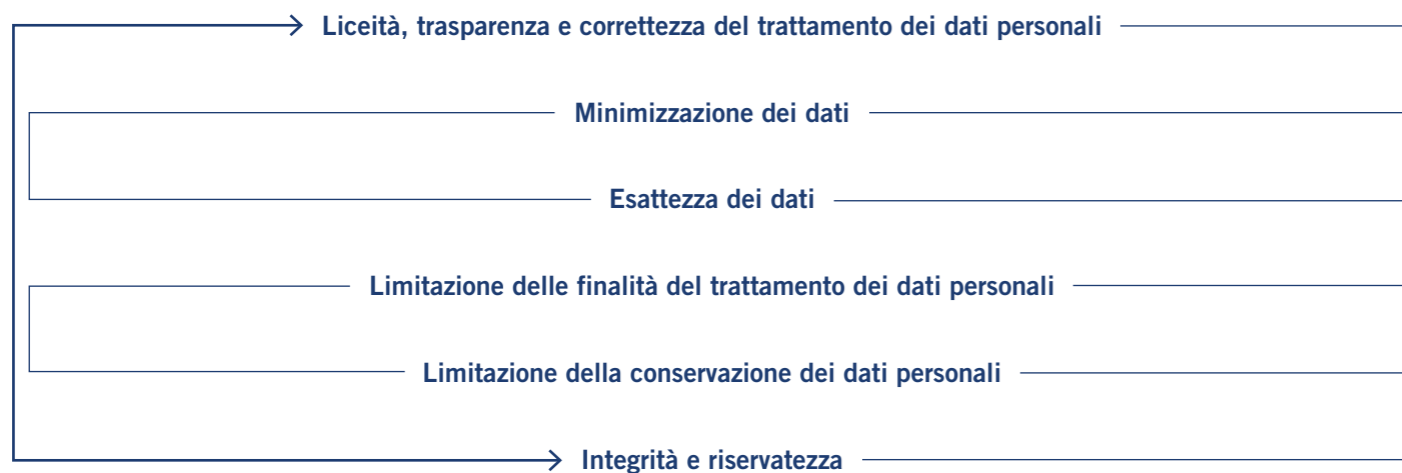 Liceità, trasparenza e correttezza del trattamento dei dati personali
Minimizzazione dei dati
Esattezza dei dati
Limitazione delle finalità del trattamento dei dati personali
Limitazione della conservazione dei dati personali
Integrità e riservatezza